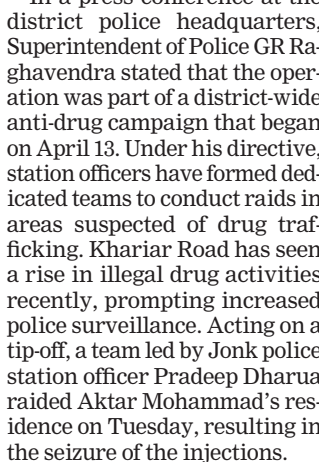 In a press conference at the
district police headquarters,
Superintendent of Police GR Ra-
ghavendra stated that the oper-
ation was part of a district-wide
anti-drug campaign that began
on April 13. Under his directive,
station officers have formed ded-
icated teams to conduct raids in
areas suspected of drug traf-
ficking. Khariar Road has seen
a rise in illegal drug activities
recently, prompting increased
police surveillance. Acting on a
tip-off, a team led by Jonk police
station officer Pradeep Dharua
raided Aktar Mohammad's res-
idence on Tuesday, resulting in
the seizure of the injections.